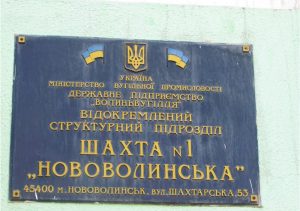 УКРАЇНА
МІНІСТЕРСТВО ВУГІЛЬНОЇ ПРОМИСЛОВОСТІ
ДЕРЖАВНЕ ПІДПРИЄМСТВО
"ВОЛИНЬВУГІЛЛЯ"
ВІДОКРЕМЛЕНИЙ
СТРУКТУРНИЙ ПІДРОЗДІЛ
ШАХТА №1
„НОВОВОЛИНСЬКА"
45400 м. НОВОВОЛИНСЬК, ВУЛ. ШАХТАРСЬКА, 53